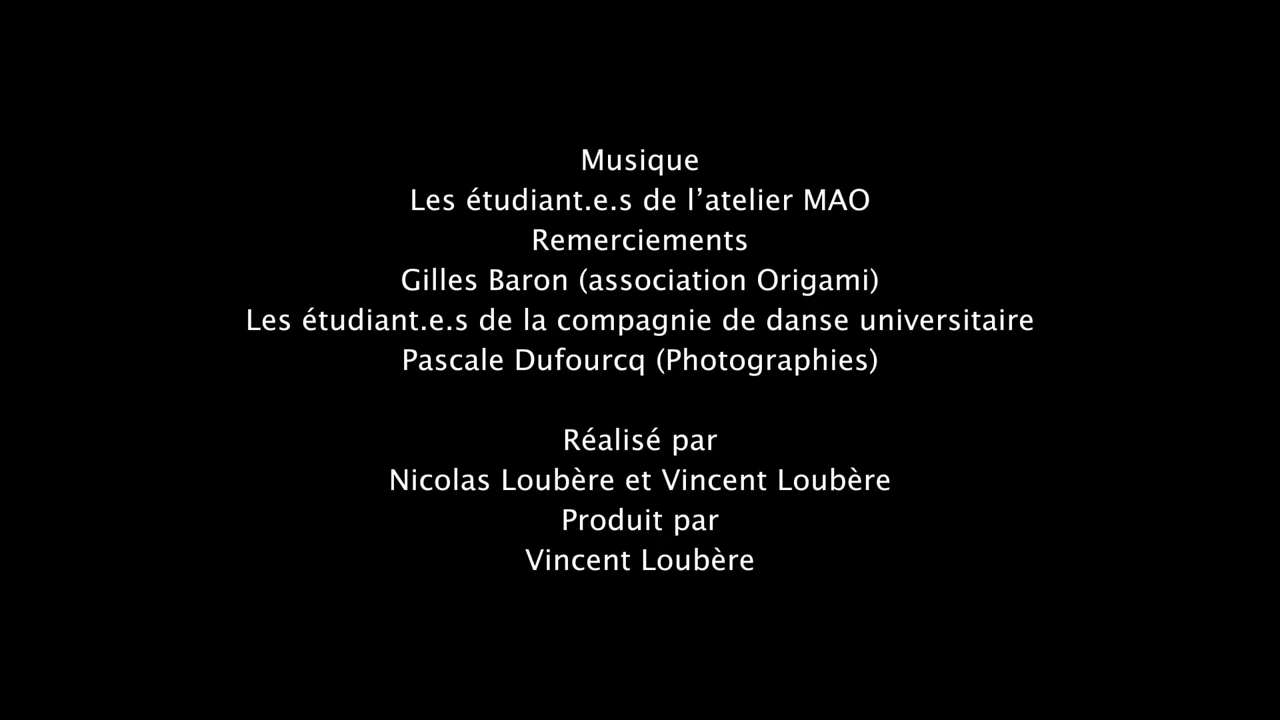 Musique
Les étudiant.e.s de l’atelier MAO
Remerciements
Gilles Baron (association Origami)
Les étudiant.e.s de la compagnie de danse universitaire
Pascale Dufourcq (Photographies)
Réalisé par
Nicolas Loubère et Vincent Loubère
Produit par
Vincent Loubère